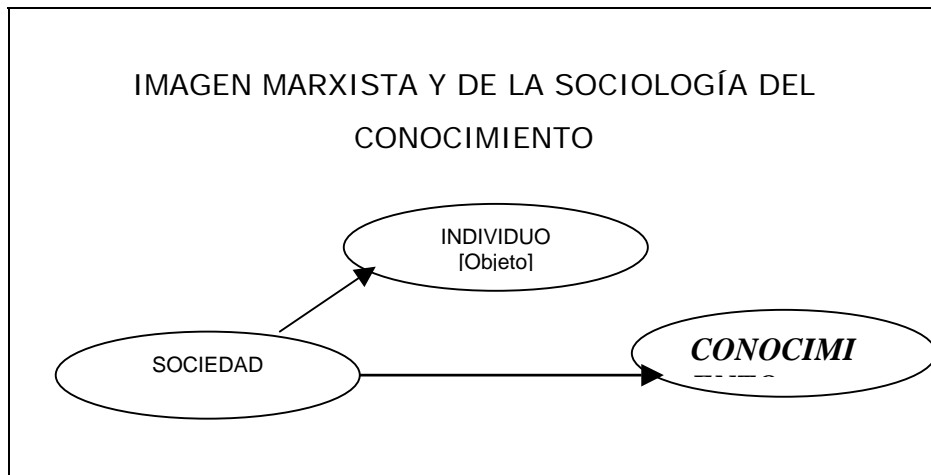 IMAGEN MARXISTA Y DE LA SOCIOLOGÍA DEL
CONOCIMIENTO
INDIVIDUO
[Objeto]
SOCIEDAD
CONOCIMI